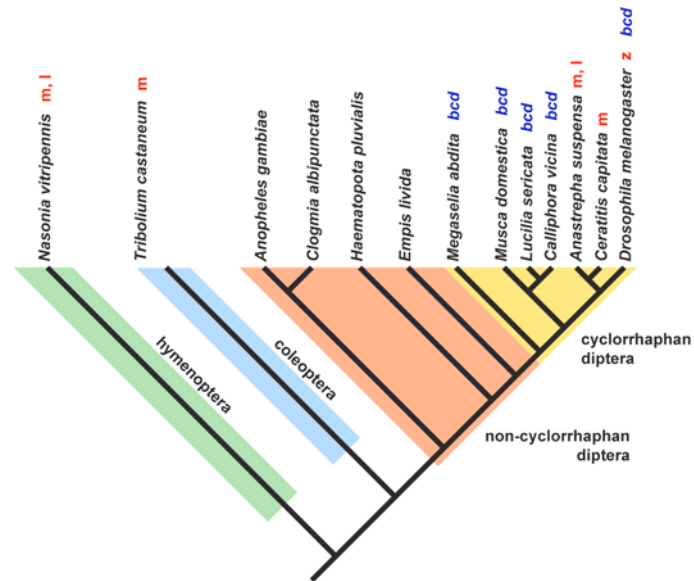 Nasonia vitripennis m, l
Tribolium castaneum m
Anopheles gambiae
Clogmia albipunctata
Haematopota pluvialis
Empis livida
Megaselia abdita bcd
Musca domestica bcd
Lucilia sericata bcd
Calliphora vicina bcd
Anastrepha suspensa m, l
Ceratitis capitata m
Drosophila melanogaster z bcd
hymenoptera
coleoptera
cyclorrhaphan
diptera
non-cyclorrhaphan
diptera